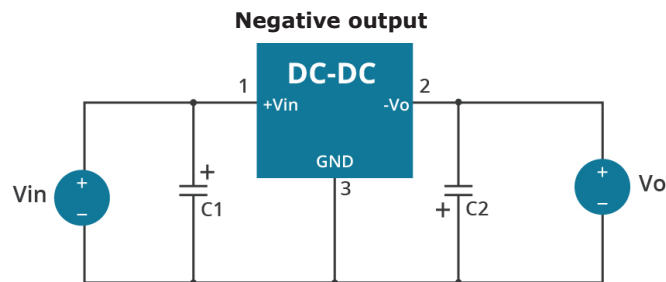 Negative output
DC-DC
1
2
+Vin
-Vo
GND
3
Vin
+
−
+
C1
+
C2
+
−
Vo